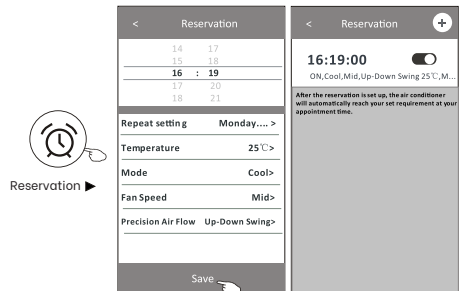 Reservation ▶
< Reservation
14 17
15 18
16 : 19
17 20
18 21
Repeat setting Monday.... >
Temperature 25℃>
Mode Cool>
Fan Speed Mid>
Precision Air Flow Up-Down Swing>
Save
< Reservation +
16:19:00
ON,Cool,Mid,Up-Down Swing 25℃,M...
After the reservation is set up, the air conditioner
will automatically reach your set requirement at your
appointment time.